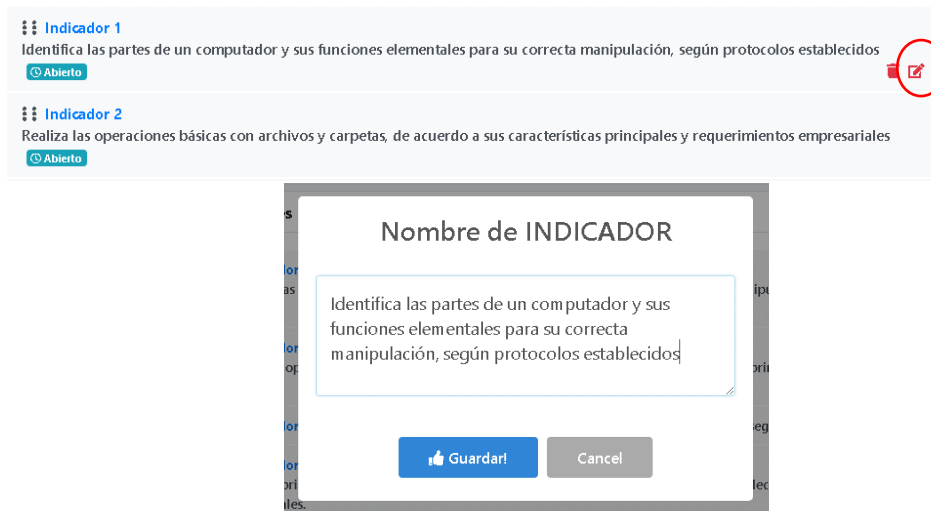 Indicador 1
Identifica las partes de un computador y sus funciones elementales para su correcta manipulación, según protocolos establecidos
Abierto
Indicador 2
Realiza las operaciones básicas con archivos y carpetas, de acuerdo a sus características principales y requerimientos empresariales
Abierto
Nombre de INDICADOR
Identifica las partes de un computador y sus
funciones elementales para su correcta
manipulación, según protocolos establecidos
Guardar!
Cancel